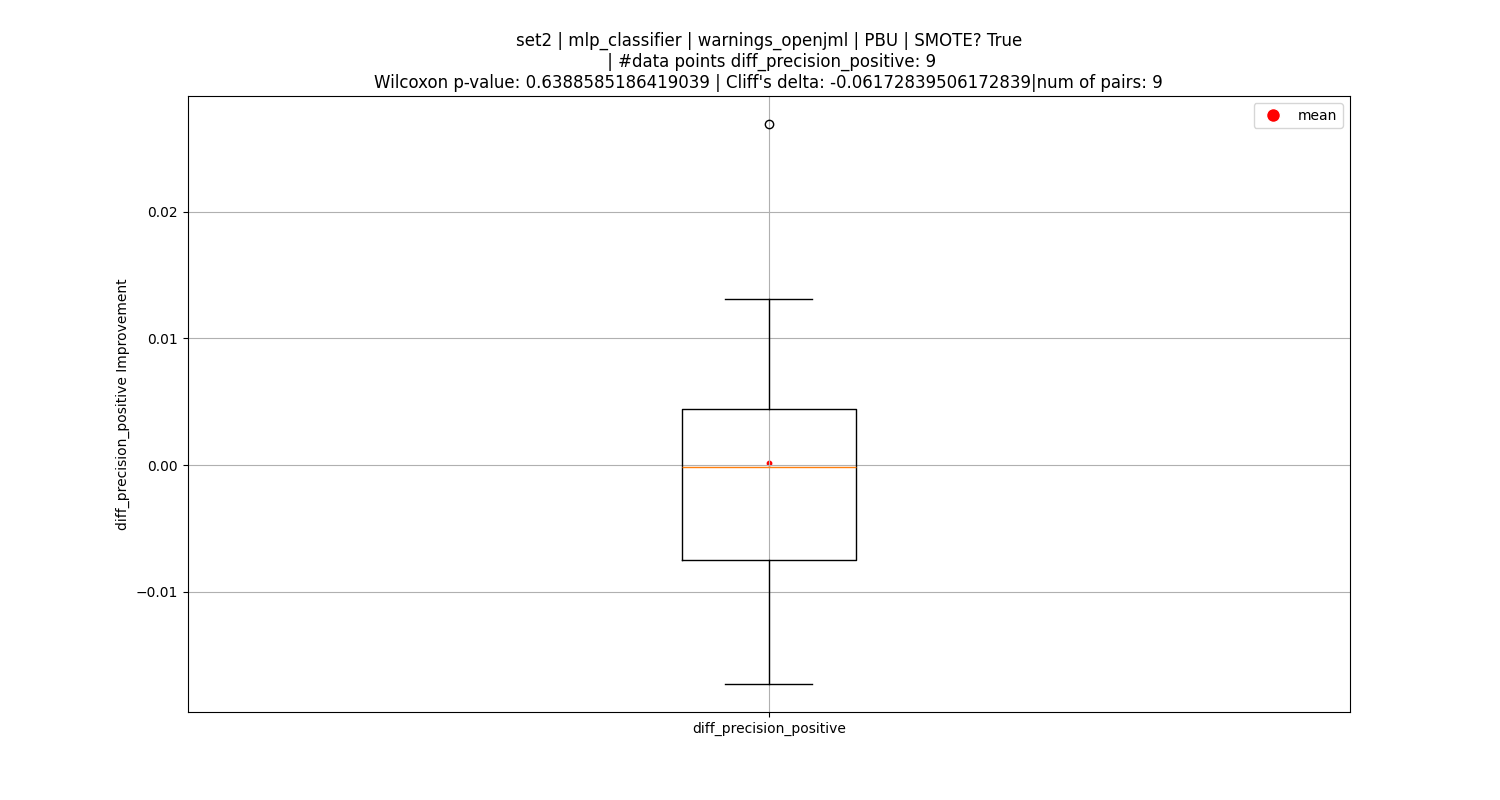 set2 | mlp_classifier | warnings_openjml | PBU | SMOTE? True
| #data points diff_precision_positive: 9
Wilcoxon p-value: 0.6388585186419039 | Cliff's delta: -0.06172839506172839|num of pairs: 9
mean
0.02
0.01
0.00
−0.01
diff_precision_positive Improvement
diff_precision_positive